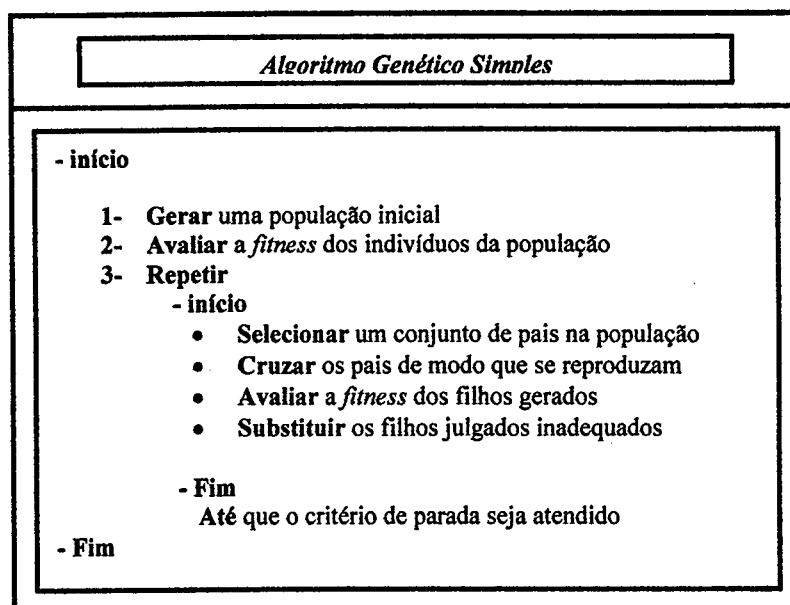 Algoritmo Genético Simples
- início
1- Gerar uma população inicial
2- Avaliar a fitness dos indivíduos da população
3- Repetir
- início
• Selecionar um conjunto de pais na população
• Cruzar os pais de modo que se reproduzam
• Avaliar a fitness dos filhos gerados
• Substituir os filhos julgados inadequados
- Fim
Até que o critério de parada seja atendido
- Fim